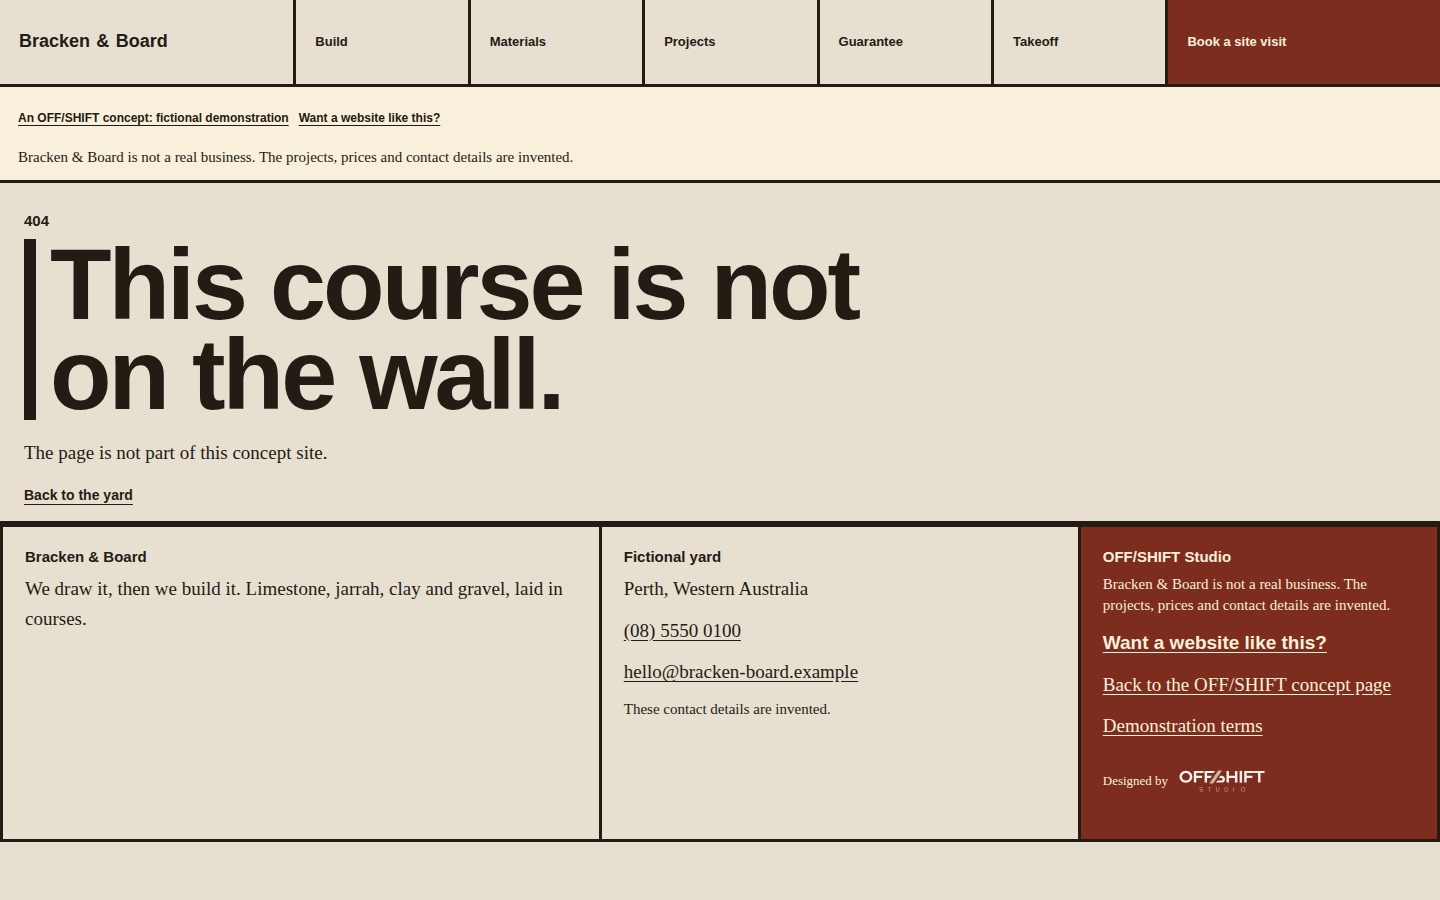 Bracken & Board
Build
Materials
Projects
Guarantee
Takeoff
Book a site visit
An OFF/SHIFT concept: fictional demonstration Want a website like this?
Bracken & Board is not a real business. The projects, prices and contact details are invented.
404
This course is not
on the wall.
The page is not part of this concept site.
Back to the yard
Bracken & Board
We draw it, then we build it. Limestone, jarrah, clay and gravel, laid in
courses.
Fictional yard
Perth, Western Australia
(08) 5550 0100
hello@bracken-board.example
These contact details are invented.
OFF/SHIFT Studio
Bracken & Board is not a real business. The
projects, prices and contact details are invented.
Want a website like this?
Back to the OFF/SHIFT concept page
Demonstration terms
Designed by OFF/SHIFT
STUDIO